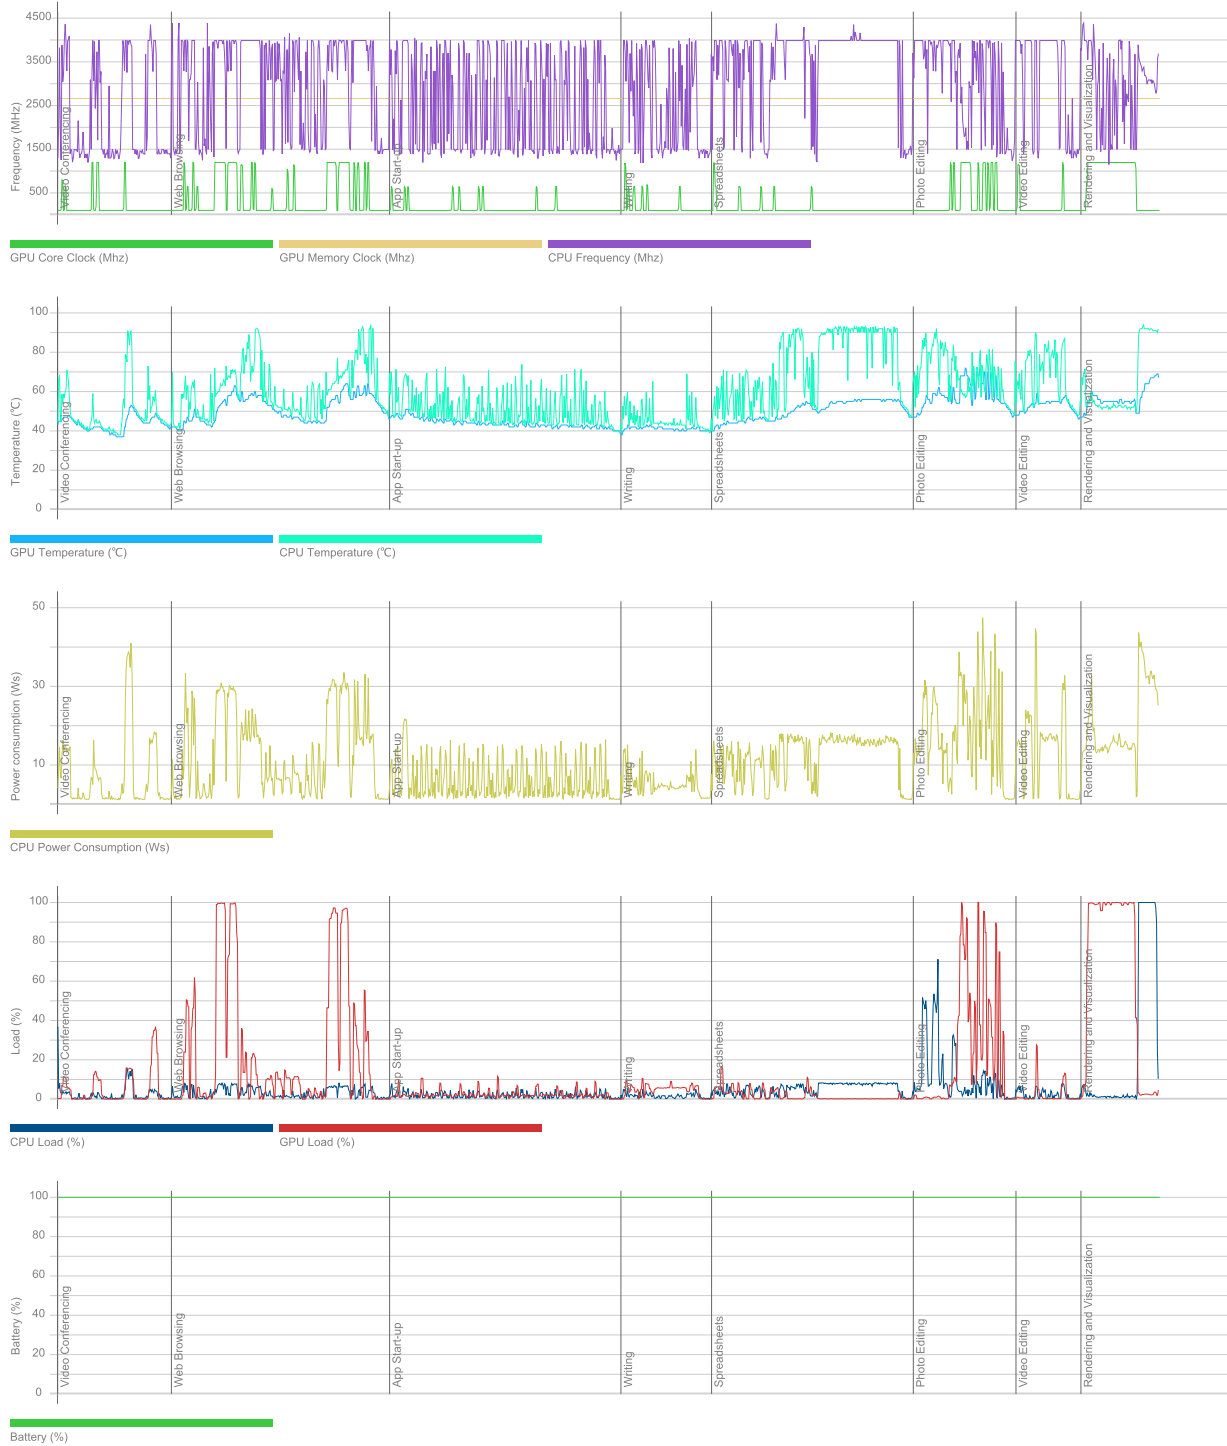 4500
3500
2500
1500
500
Frequency (MHz)
Video Conferencing
Web Browsing
App Start-up
Writing
Spreadsheets
Photo Editing
Video Editing
Rendering and Visualization
GPU Core Clock (Mhz)
GPU Memory Clock (Mhz)
CPU Frequency (Mhz)
100
80
60
40
20
0
Temperature (°C)
Video Conferencing
Web Browsing
App Start-up
Writing
Spreadsheets
Photo Editing
Video Editing
Rendering and Visualization
GPU Temperature (°C)
CPU Temperature (°C)
50
30
10
Power consumption (Ws)
Video Conferencing
Web Browsing
App Start-up
Writing
Spreadsheets
Photo Editing
Video Editing
Rendering and Visualization
CPU Power Consumption (Ws)
100
80
60
40
20
0
Load (%)
Video Conferencing
Web Browsing
App Start-up
Writing
Spreadsheets
Photo Editing
Video Editing
Rendering and Visualization
CPU Load (%)
GPU Load (%)
100
80
60
40
20
0
Battery (%)
Video Conferencing
Web Browsing
App Start-up
Writing
Spreadsheets
Photo Editing
Video Editing
Rendering and Visualization
Battery (%)